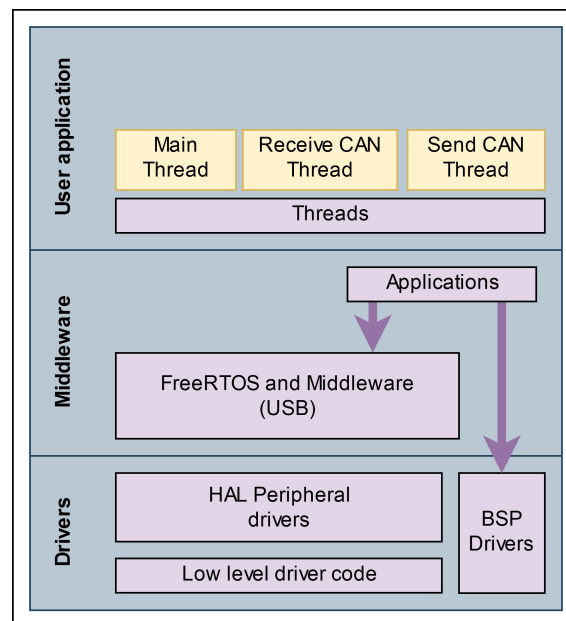 User application
Main
Thread
Receive CAN
Thread
Send CAN
Thread
Threads
Middleware
Applications
FreeRTOS and Middleware
(USB)
Drivers
HAL Peripheral
drivers
BSP
Drivers
Low level driver code